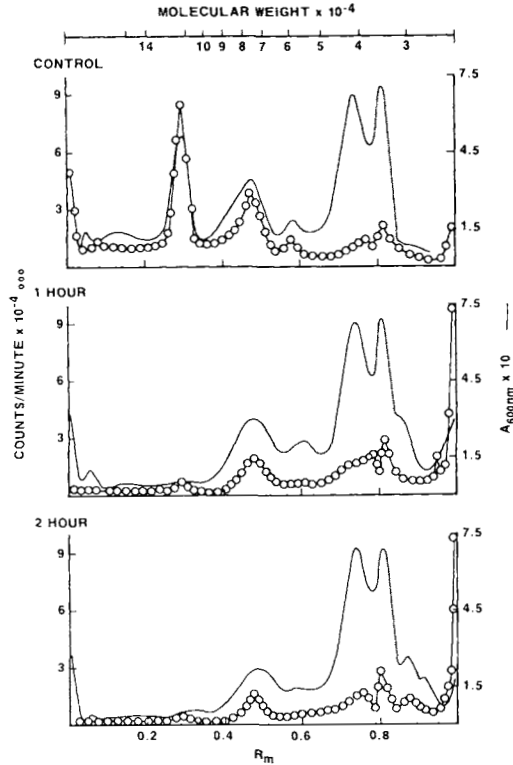 MOLECULAR WEIGHT x 10-4
14 10 9 8 7 6 5 4 3
CONTROL
9
6
3
7.5
4.5
1.5
1 HOUR
9
6
3
7.5
4.5
1.5
COUNTS/MINUTE x 10-4 ooo
A600nm x 10 —
2 HOUR
9
6
3
7.5
4.5
1.5
0.2 0.4 0.6 0.8
Rm